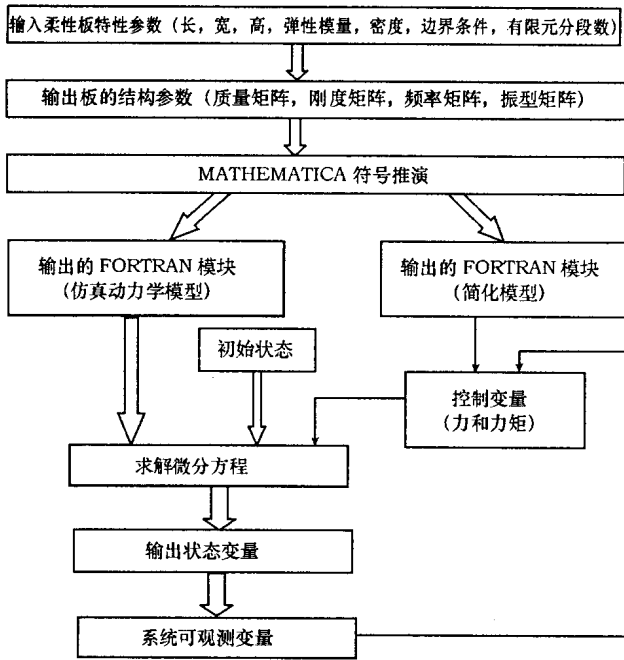 输入柔性板特性参数（长，宽，高，弹性模量，密度，边界条件，有限元分段数）
输出板的结构参数（质量矩阵，刚度矩阵，频率矩阵，振型矩阵）
MATHEMATICA 符号推演
输出的 FORTRAN 模块
（仿真动力学模型）
输出的 FORTRAN 模块
（简化模型）
初始状态
控制变量
（力和力矩）
求解微分方程
输出状态变量
系统可观测变量